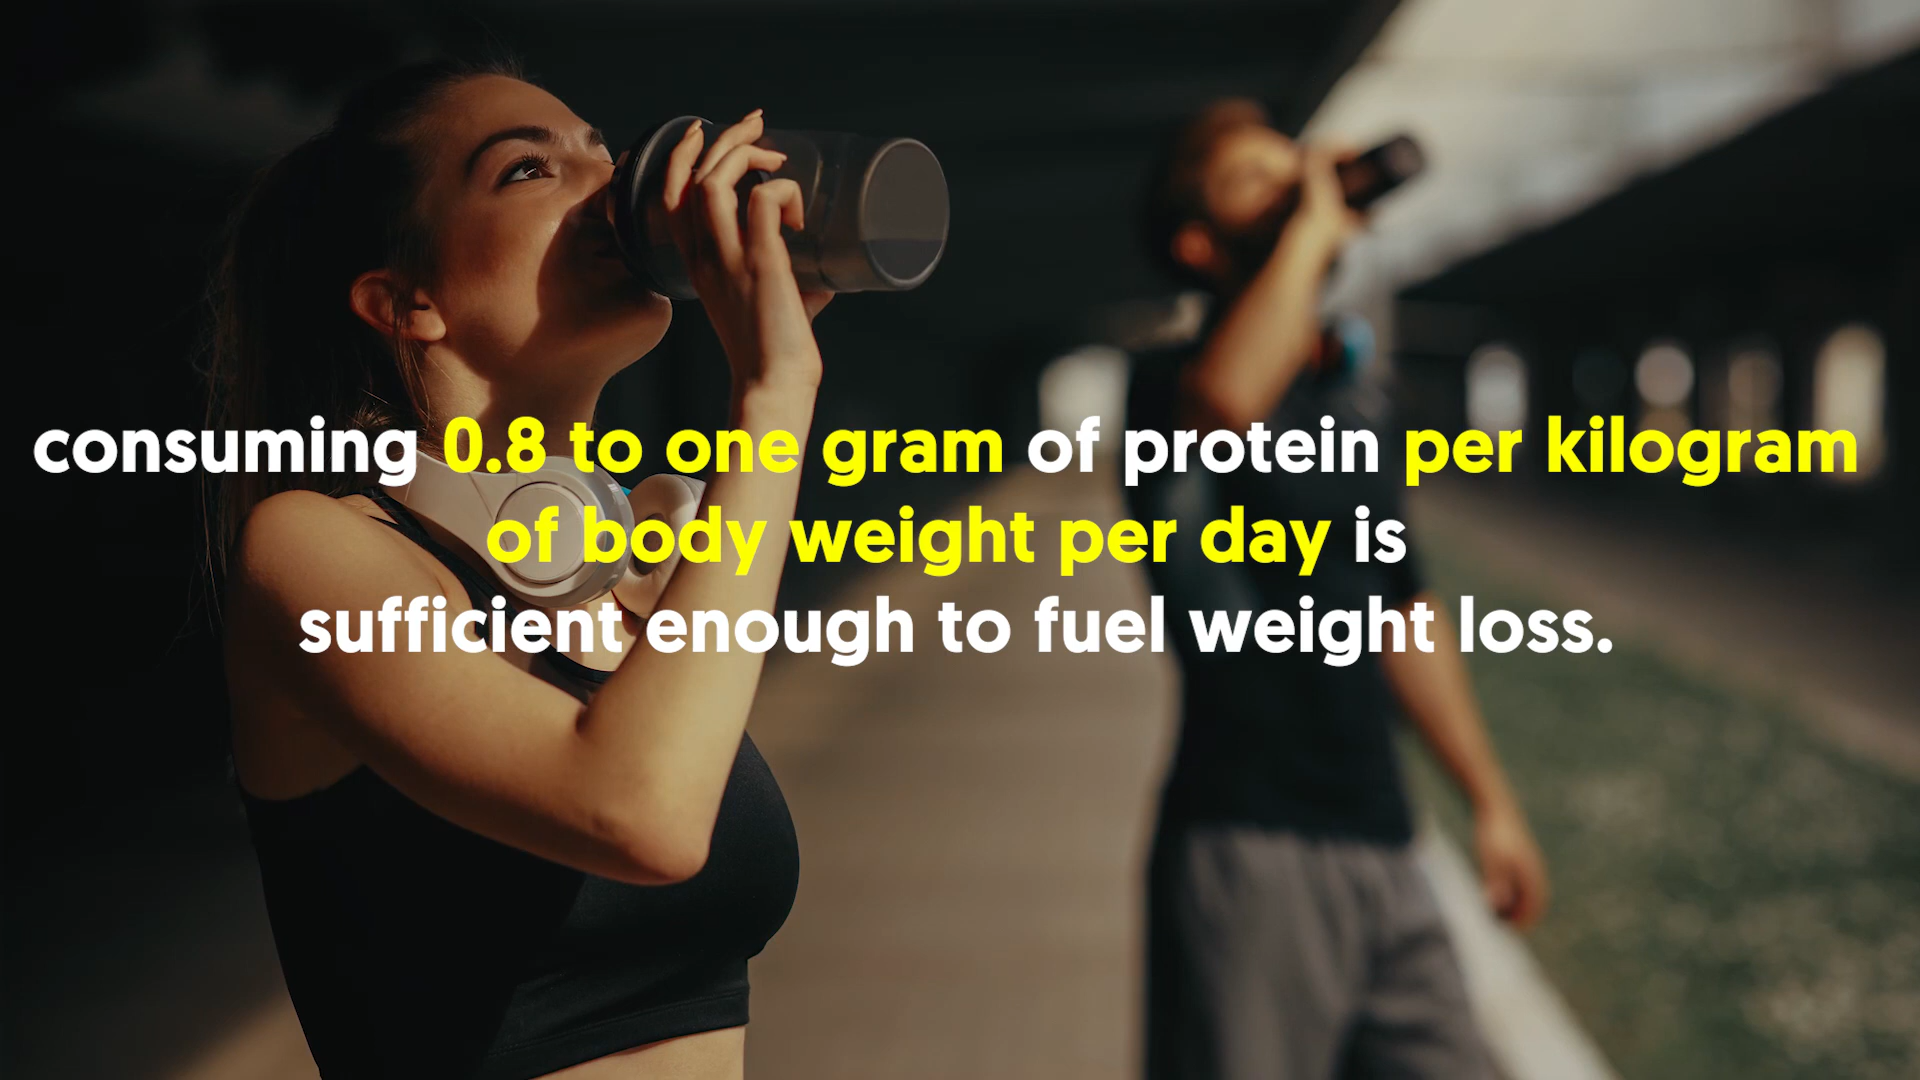 consuming 0.8 to one gram of protein per kilogram
of body weight per day is
sufficient enough to fuel weight loss.